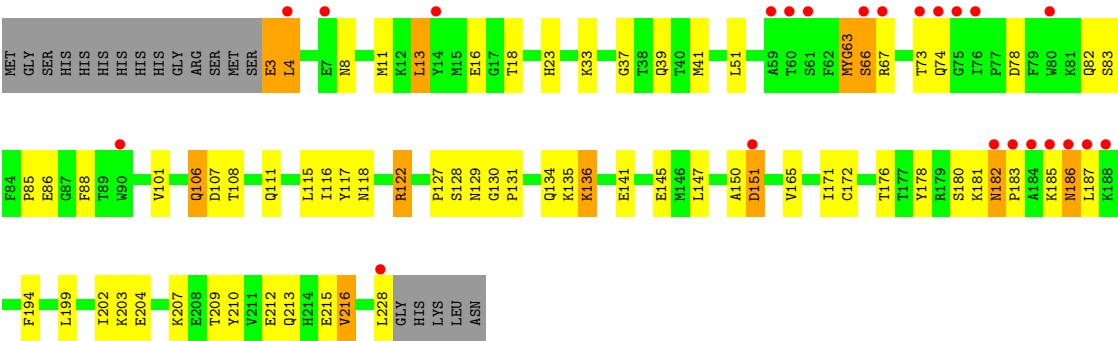 MET GLY SER HIS HIS HIS HIS HIS HIS GLY ARG SER MET SER E3 L4 E7 N8 M11 K12 L13 Y14 M15 E16 G17 T18 H23 K33 G37 T38 Q39 T40 M41 L51 A59 T60 S61 F62 MYG63 S66 R67 T73 Q74 G75 I76 P77 D78 F79 W80 K81 Q82 S83
F84 P85 E86 G87 F88 T89 W90 V101 Q106 D107 T108 Q111 L115 I116 Y117 N118 R122 P127 S128 N129 G130 P131 Q134 K135 K136 E141 E145 M146 L147 A150 D151 V165 I171 C172 T176 T177 Y178 R179 S180 K181 N182 P183 A184 K185 N186 L187 K188
F194 L199 I202 K203 E204 K207 E208 T209 Y210 V211 E212 Q213 H214 E215 V216 L228 GLY HIS LYS LEU ASN